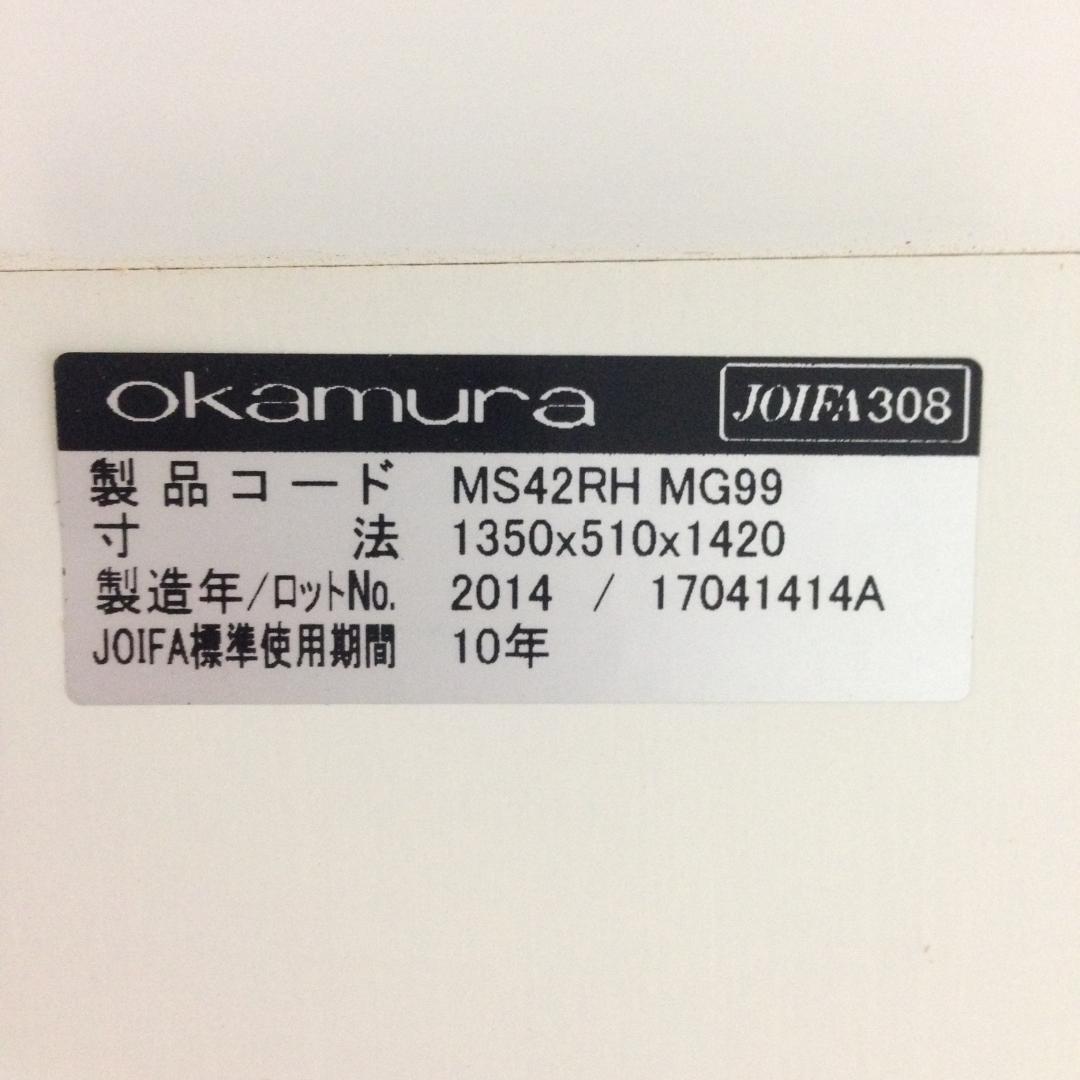 okamura JOIFA308
製品コード MS42RH MG99
寸法 1350x510x1420
製造年/ロットNo. 2014 / 17041414A
JOIFA標準使用期間 10年